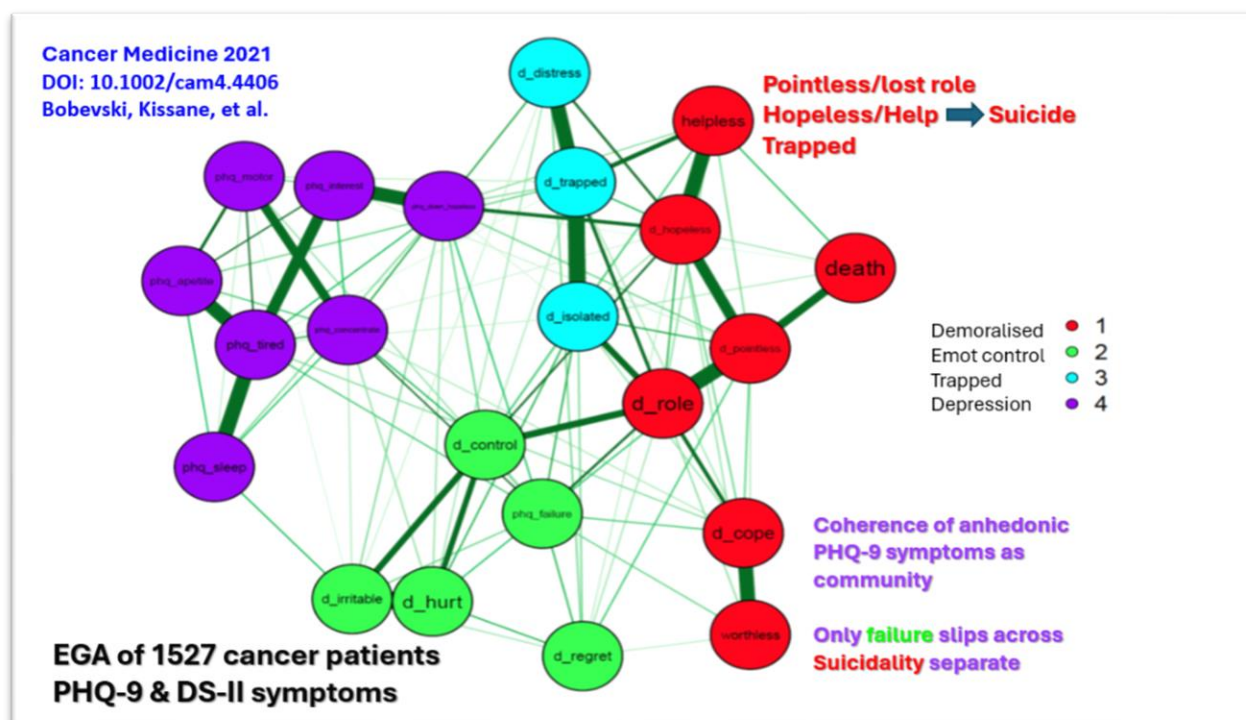 Cancer Medicine 2021
DOI: 10.1002/cam4.4406
Bobevski, Kissane, et al.
d_distress
helpless
Pointless/lost role
Hopeless/Help Suicide
Trapped
phq_motor
phq_interest
d_trapped
phq_down_hopeless
d_hopeless
death
phq_apetite
d_isolated
phq_concentrate
phq_tired
d_pointless
Demoralised 1
Emot control 2
Trapped 3
Depression 4
d_role
d_control
phq_sleep
phq_failure
d_cope
Coherence of anhedonic
PHQ-9 symptoms as
community
d_irritable
d_hurt
d_regret
worthless
Only failure slips across
Suicidality separate
EGA of 1527 cancer patients
PHQ-9 & DS-II symptoms